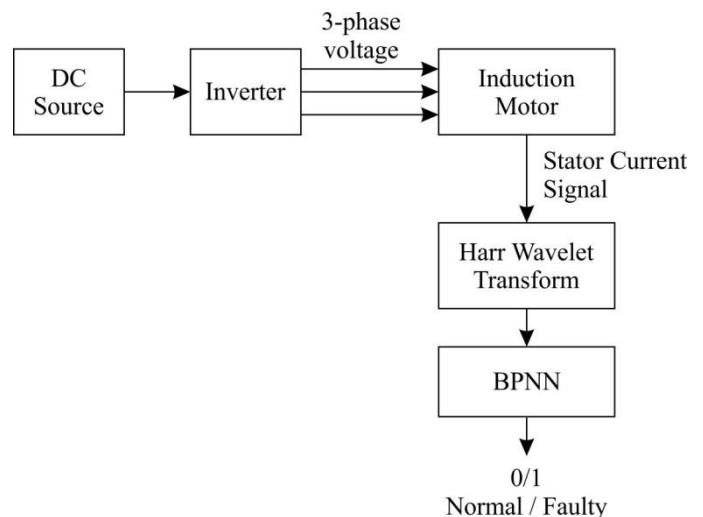 3-phase
voltage
DC
Source
Inverter
Induction
Motor
Stator Current
Signal
Harr Wavelet
Transform
BPNN
0/1
Normal / Faulty